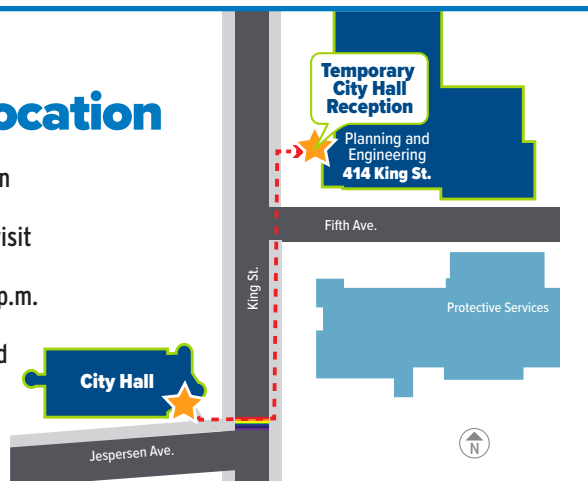 ocation
n
isit
p.m.
d
Temporary
City Hall
Reception
Planning and
Engineering
414 King St.
Fifth Ave.
King St.
Protective Services
City Hall
Jespersen Ave.
N